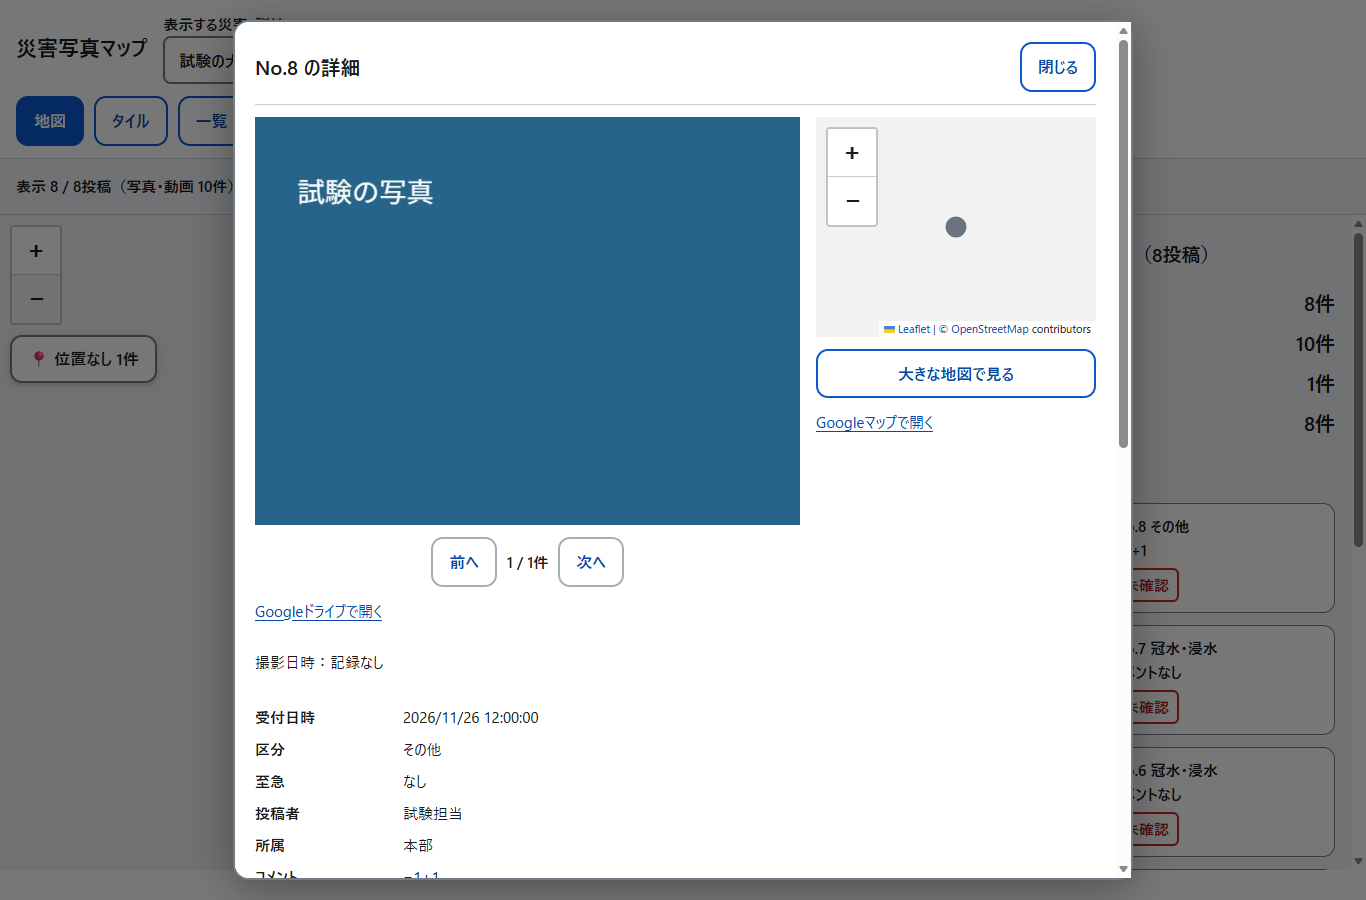 災害写真マップ
表示する災害
試験の
地図
タイル
一覧
表示 8 / 8投稿（写真・動画 10件）
+
−
📍 位置なし 1件
No.8 の詳細
閉じる
試験の写真
前へ
1 / 1件
次へ
Googleドライブで開く
撮影日時：記録なし
受付日時 2026/11/26 12:00:00
区分 その他
至急 なし
投稿者 試験担当
所属 本部
コメント =1+1
+
−
Leaflet | © OpenStreetMap contributors
大きな地図で見る
Googleマップで開く
（8投稿）
8件
10件
1件
8件
.8 その他
+1
未確認
.7 冠水・浸水
ントなし
未確認
.6 冠水・浸水
ントなし
未確認